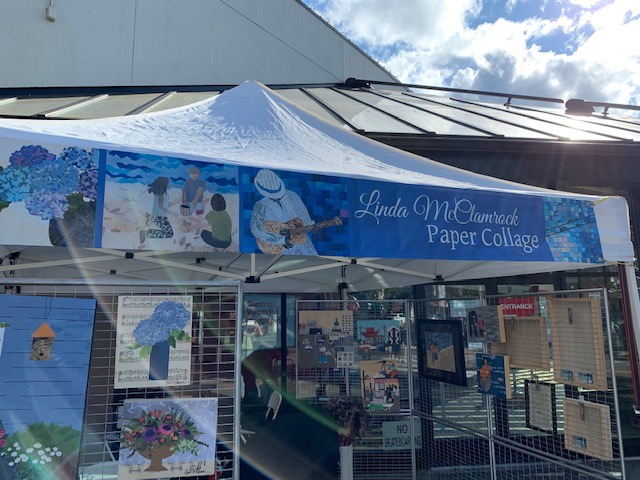 Linda McClamrock
Paper Collage
ENTRANCE
NO
SKATEBOARDING